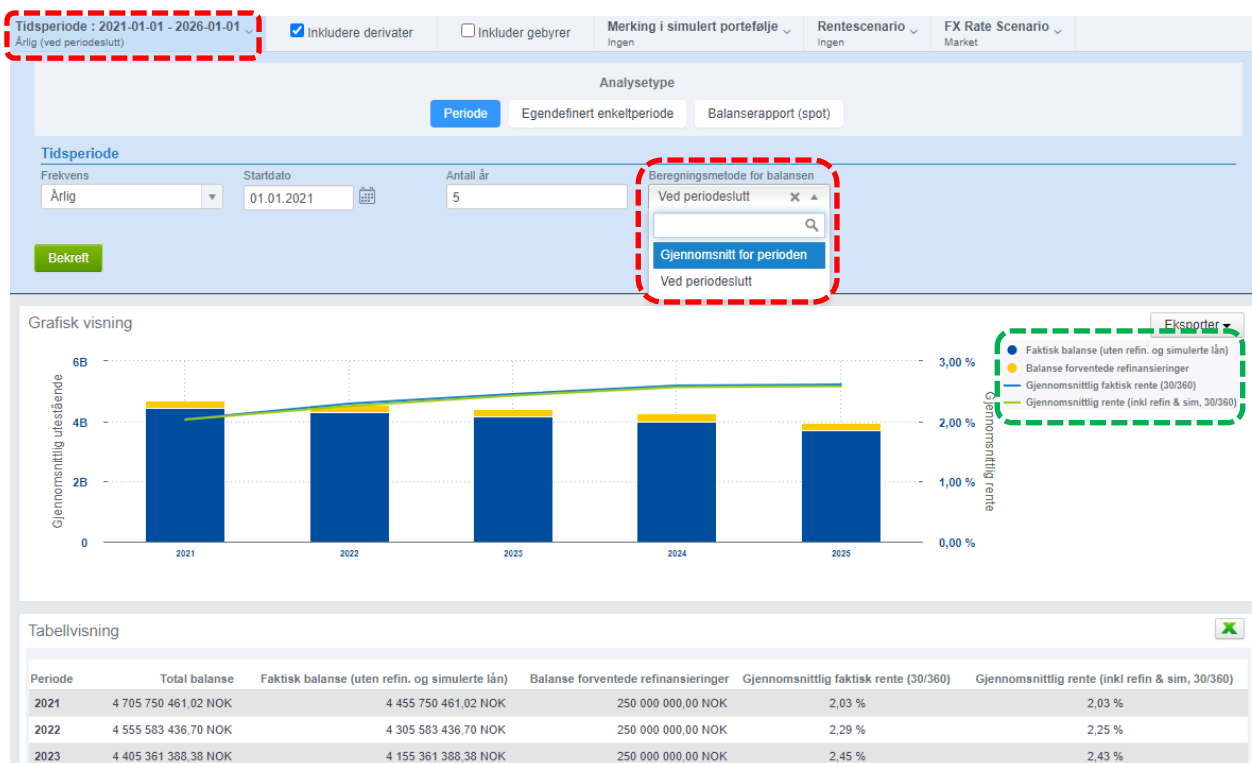 Tidsperiode : 2021-01-01 - 2026-01-01
Årlig (ved periodeslutt)
Inkludere derivater
Inkluder gebyrer
Merking i simulert portefølje
Ingen
Rentescenario
Ingen
FX Rate Scenario
Market
Analysetype
Periode
Egendefinert enkeltperiode
Balanserapport (spot)
Tidsperiode
Frekvens
Startdato
Antall år
Beregningsmetode for balansen
Årlig
01.01.2021
5
Ved periodeslutt
Gjennomsnitt for perioden
Ved periodeslutt
Bekreft
Grafisk visning
Eksporter
Faktisk balanse (uten refin. og simulerte lån)
Balanse forventede refinansieringer
Gjennomsnittlig faktisk rente (30/360)
Gjennomsnittlig rente (inkl refin & sim, 30/360)
Gjennomsnittlig utestående
6B
4B
2B
0
3,00 %
2,00 %
1,00 %
0,00 %
Gjennomsnittlig rente
2021 2022 2023 2024 2025
Tabellvisning
Periode Total balanse Faktisk balanse (uten refin. og simulerte lån) Balanse forventede refinansieringer Gjennomsnittlig faktisk rente (30/360) Gjennomsnittlig rente (inkl refin & sim, 30/360)
2021 4 705 750 461,02 NOK 4 455 750 461,02 NOK 250 000 000,00 NOK 2,03 % 2,03 %
2022 4 555 583 436,70 NOK 4 305 583 436,70 NOK 250 000 000,00 NOK 2,29 % 2,25 %
2023 4 405 361 388,38 NOK 4 155 361 388,38 NOK 250 000 000,00 NOK 2,45 % 2,43 %